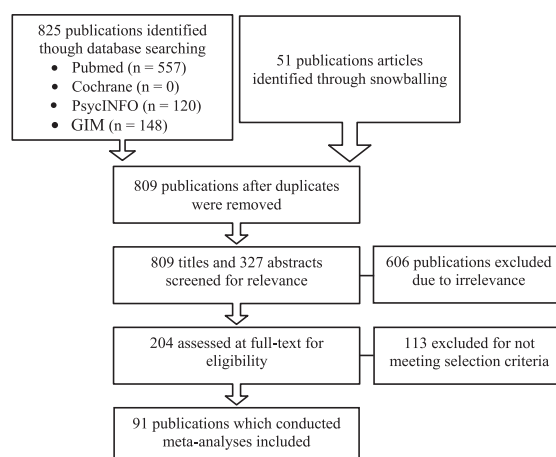 825 publications identified
though database searching
• Pubmed (n = 557)
• Cochrane (n = 0)
• PsycINFO (n = 120)
• GIM (n = 148)
51 publications articles
identified through snowballing
809 publications after duplicates
were removed
809 titles and 327 abstracts
screened for relevance
606 publications excluded
due to irrelevance
204 assessed at full-text for
eligibility
113 excluded for not
meeting selection criteria
91 publications which conducted
meta-analyses included